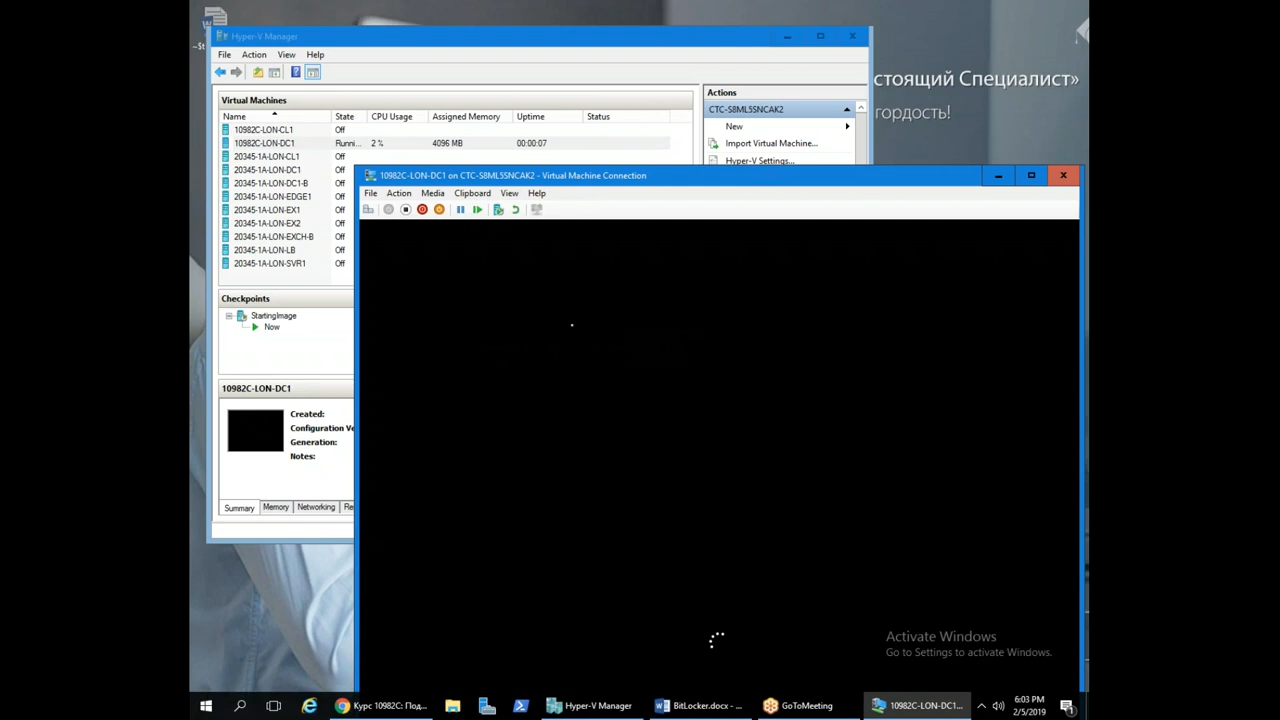 стоящий Специалист»
гордость!
Hyper-V Manager
File Action View Help
Virtual Machines
Name State CPU Usage Assigned Memory Uptime Status
10982C-LON-CL1 Off
10982C-LON-DC1 Runni... 2 % 4096 MB 00:00:07
20345-1A-LON-CL1 Off
20345-1A-LON-DC1 Off
20345-1A-LON-DC1-B Off
20345-1A-LON-EDGE1 Off
20345-1A-LON-EX1 Off
20345-1A-LON-EX2 Off
20345-1A-LON-EXCH-B Off
20345-1A-LON-LB Off
20345-1A-LON-SVR1 Off
Checkpoints
StartingImage
Now
10982C-LON-DC1
Created:
Configuration Ve
Generation:
Notes:
Summary Memory Networking Re
Actions
CTC-S8ML5SNCAK2
New
Import Virtual Machine...
Hyper-V Settings...
10982C-LON-DC1 on CTC-S8ML5SNCAK2 - Virtual Machine Connection
File Action Media Clipboard View Help
Activate Windows
Go to Settings to activate Windows.
Курс 10982C: Под... Hyper-V Manager BitLocker.docx - ... GoToMeeting 10982C-LON-DC1...
6:03 PM
2/5/2019
1